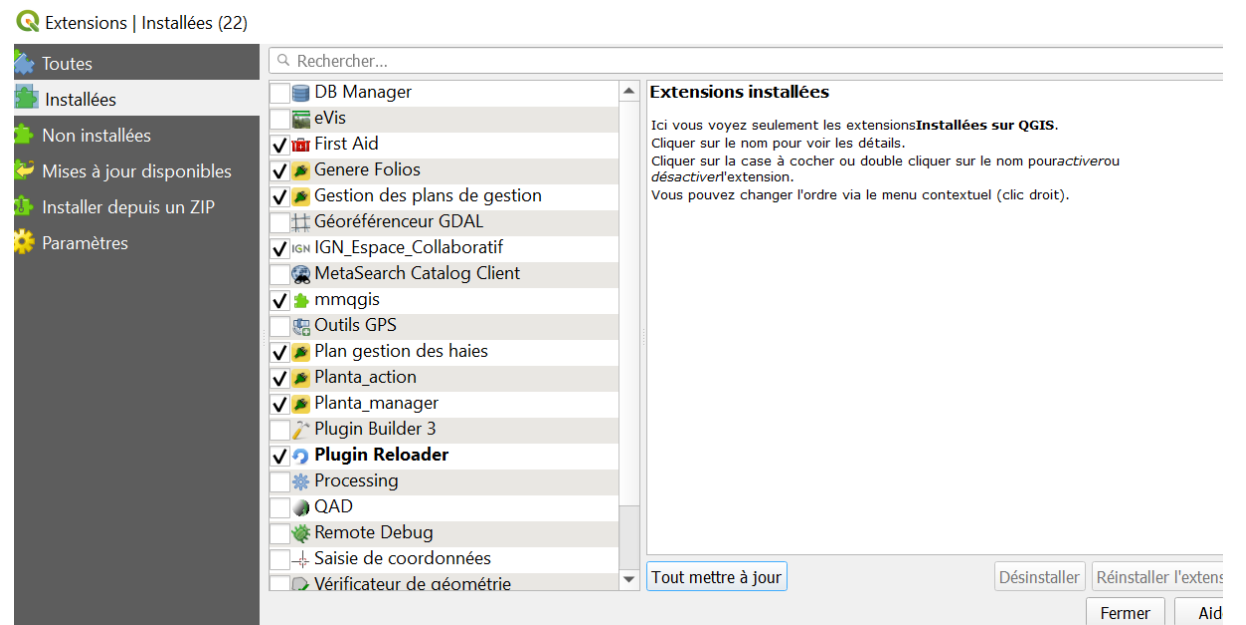 Extensions | Installées (22)
Toutes
Installées
Non installées
Mises à jour disponibles
Installer depuis un ZIP
Paramètres
Rechercher...
DB Manager
eVis
First Aid
Genere Folios
Gestion des plans de gestion
Géoréférenceur GDAL
IGN IGN_Espace_Collaboratif
MetaSearch Catalog Client
mmqgis
Outils GPS
Plan gestion des haies
Planta_action
Planta_manager
Plugin Builder 3
Plugin Reloader
Processing
QAD
Remote Debug
Saisie de coordonnées
Vérificateur de géométrie
Extensions installées
Ici vous voyez seulement les extensionsInstallées sur QGIS.
Cliquer sur le nom pour voir les détails.
Cliquer sur la case à cocher ou double cliquer sur le nom pouractiverou
désactiverl'extension.
Vous pouvez changer l'ordre via le menu contextuel (clic droit).
Tout mettre à jour
Désinstaller
Réinstaller l'extens
Fermer
Aid